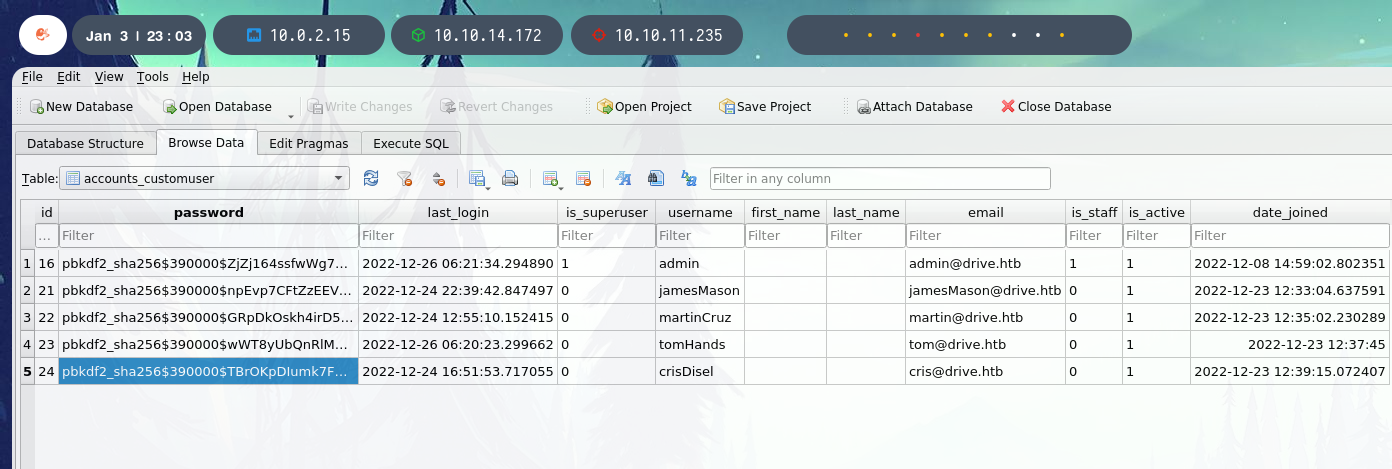 Jan 3 | 23:03 10.0.2.15 10.10.14.172 10.10.11.235
File Edit View Tools Help
New Database Open Database Write Changes Revert Changes Open Project Save Project Attach Database Close Database
Database Structure Browse Data Edit Pragmas Execute SQL
Table: accounts_customuser Filter in any column
id password last_login is_superuser username first_name last_name email is_staff is_active date_joined
... Filter Filter Filter Filter Filter Filter Filter Filter Filter Filter
1 16 pbkdf2_sha256$390000$ZjZj164ssfwWg7... 2022-12-26 06:21:34.294890 1 admin admin@drive.htb 1 1 2022-12-08 14:59:02.802351
2 21 pbkdf2_sha256$390000$npEvp7CFtZzEEV... 2022-12-24 22:39:42.847497 0 jamesMason jamesMason@drive.htb 0 1 2022-12-23 12:33:04.637591
3 22 pbkdf2_sha256$390000$GRpDkOskh4irD5... 2022-12-24 12:55:10.152415 0 martinCruz martin@drive.htb 0 1 2022-12-23 12:35:02.230289
4 23 pbkdf2_sha256$390000$wWT8yUbQnRlM... 2022-12-26 06:20:23.299662 0 tomHands tom@drive.htb 0 1 2022-12-23 12:37:45
5 24 pbkdf2_sha256$390000$TBrOKpDIumk7F... 2022-12-24 16:51:53.717055 0 crisDisel cris@drive.htb 0 1 2022-12-23 12:39:15.072407